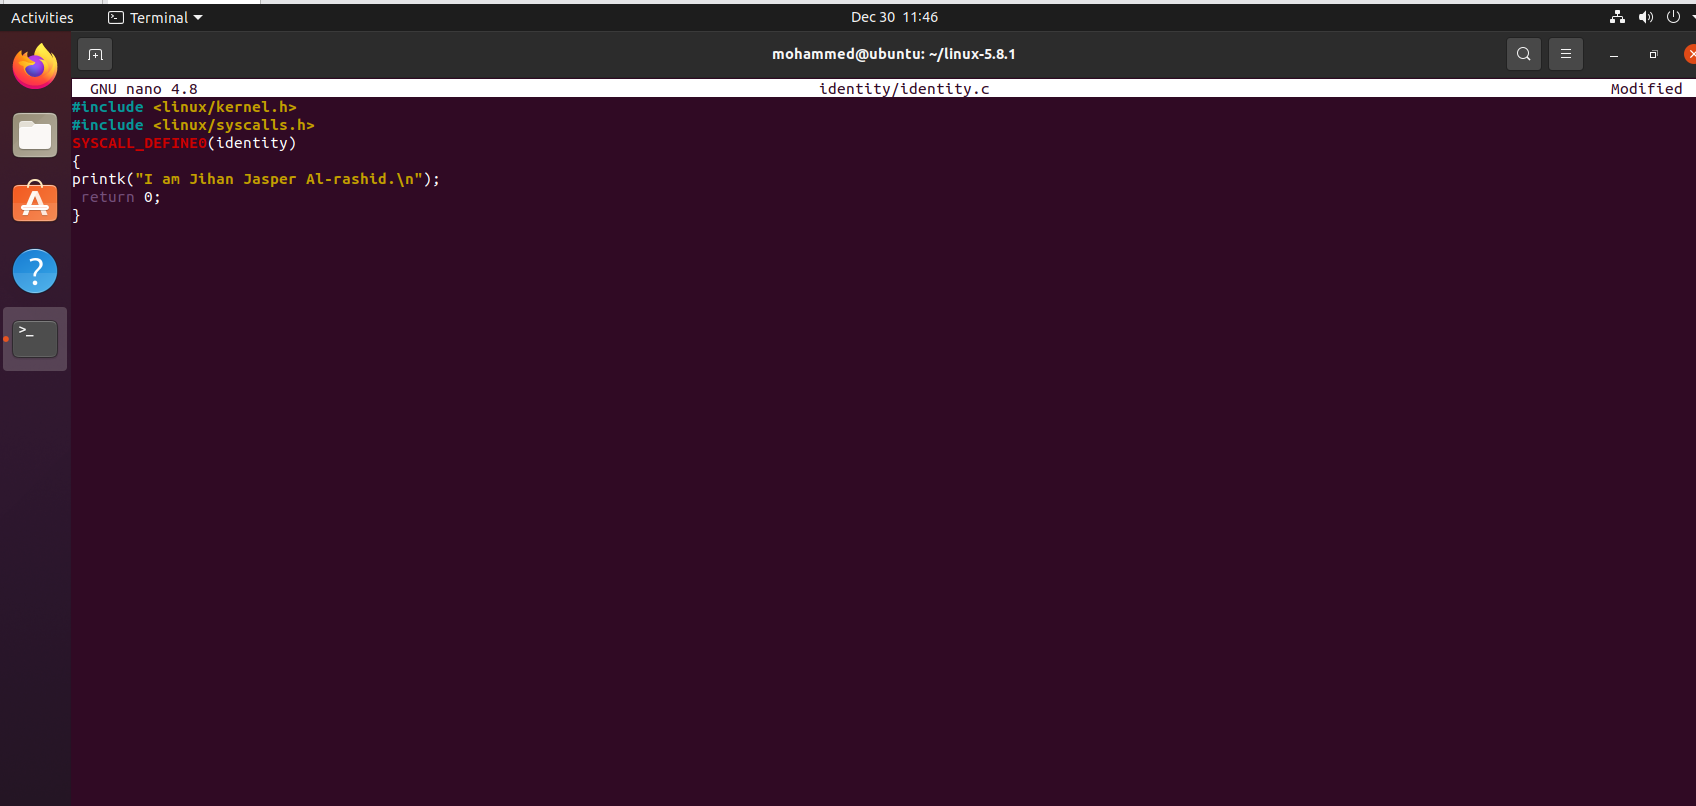 Activities
Terminal
Dec 30 11:46
mohammed@ubuntu: ~/linux-5.8.1
GNU nano 4.8 identity/identity.c Modified
#include <linux/kernel.h>
#include <linux/syscalls.h>
SYSCALL_DEFINE0(identity)
{
printk("I am Jihan Jasper Al-rashid.\n");
 return 0;
}